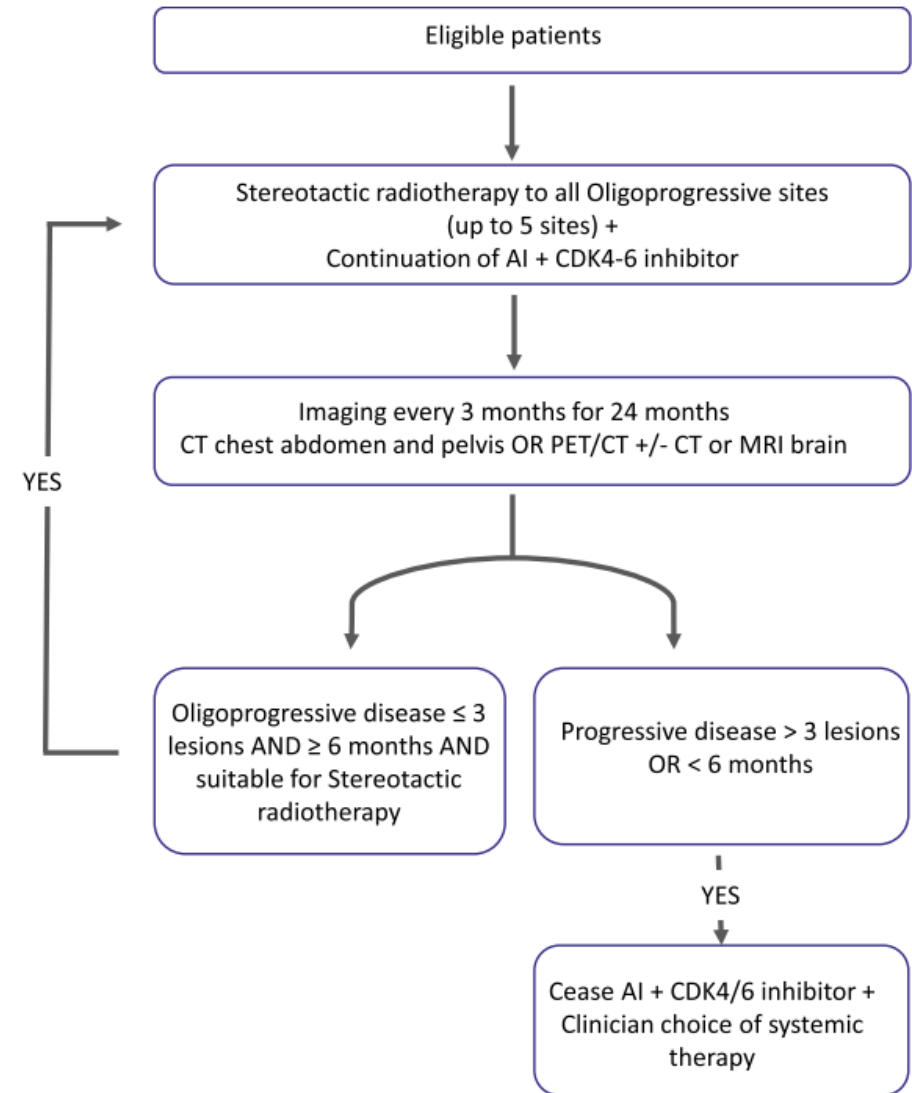 Eligible patients
Stereotactic radiotherapy to all Oligoprogressive sites
(up to 5 sites) +
Continuation of AI + CDK4-6 inhibitor
Imaging every 3 months for 24 months
CT chest abdomen and pelvis OR PET/CT +/- CT or MRI brain
YES
Oligoprogressive disease ≤ 3
lesions AND ≥ 6 months AND
suitable for Stereotactic
radiotherapy
Progressive disease > 3 lesions
OR < 6 months
YES
Cease AI + CDK4/6 inhibitor +
Clinician choice of systemic
therapy